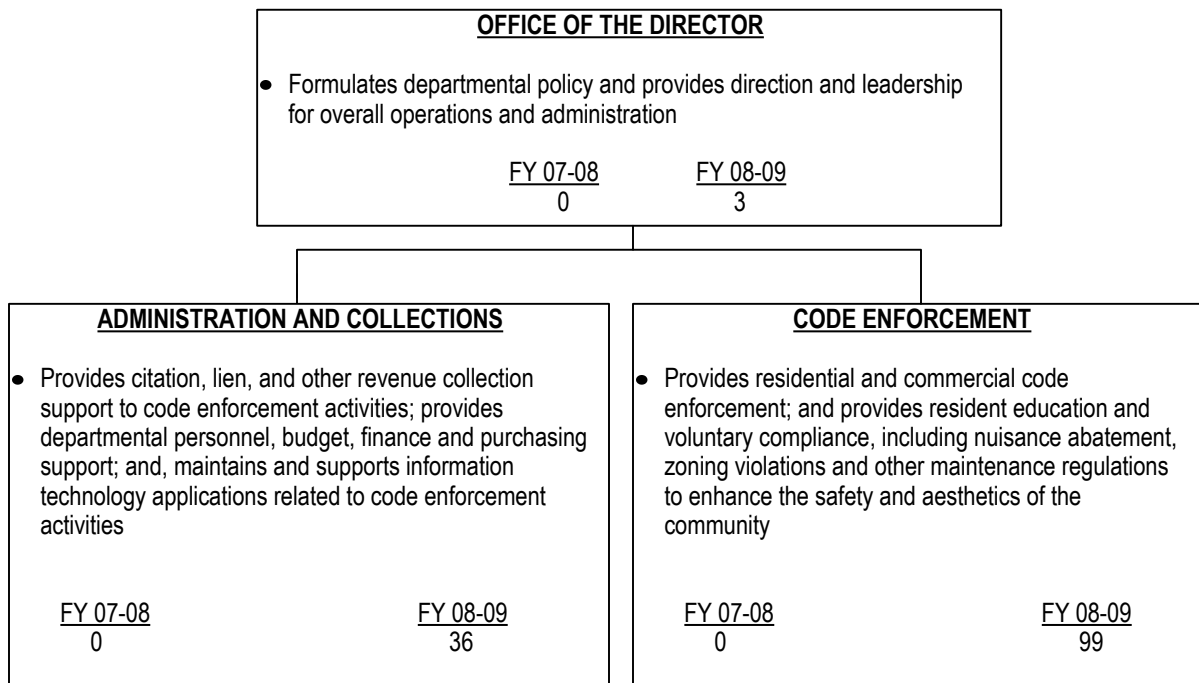 OFFICE OF THE DIRECTOR
● Formulates departmental policy and provides direction and leadership
for overall operations and administration
FY 07-08 FY 08-09
0 3
ADMINISTRATION AND COLLECTIONS
● Provides citation, lien, and other revenue collection
support to code enforcement activities; provides
departmental personnel, budget, finance and purchasing
support; and, maintains and supports information
technology applications related to code enforcement
activities
FY 07-08 FY 08-09
0 36
CODE ENFORCEMENT
● Provides residential and commercial code
enforcement; and provides resident education and
voluntary compliance, including nuisance abatement,
zoning violations and other maintenance regulations
to enhance the safety and aesthetics of the
community
FY 07-08 FY 08-09
0 99